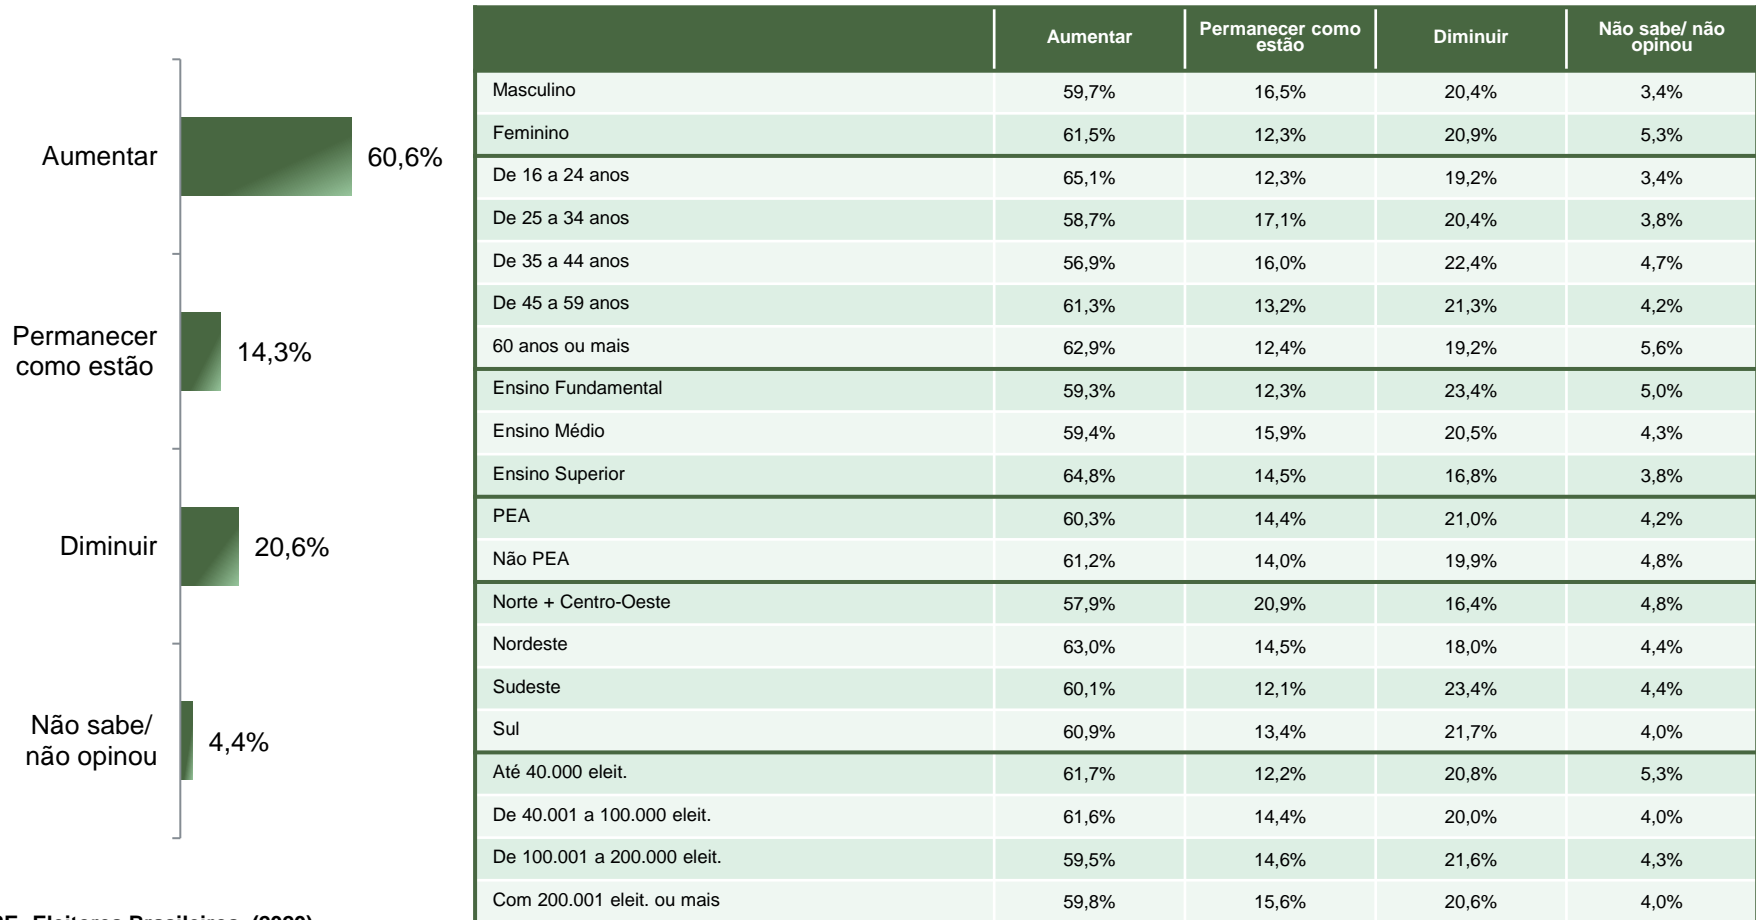 Aumentar
60,6%
Permanecer
como estão
14,3%
Diminuir
20,6%
Não sabe/
não opinou
4,4%
Aumentar Permanecer como estão Diminuir Não sabe/ não opinou
Masculino 59,7% 16,5% 20,4% 3,4%
Feminino 61,5% 12,3% 20,9% 5,3%
De 16 a 24 anos 65,1% 12,3% 19,2% 3,4%
De 25 a 34 anos 58,7% 17,1% 20,4% 3,8%
De 35 a 44 anos 56,9% 16,0% 22,4% 4,7%
De 45 a 59 anos 61,3% 13,2% 21,3% 4,2%
60 anos ou mais 62,9% 12,4% 19,2% 5,6%
Ensino Fundamental 59,3% 12,3% 23,4% 5,0%
Ensino Médio 59,4% 15,9% 20,5% 4,3%
Ensino Superior 64,8% 14,5% 16,8% 3,8%
PEA 60,3% 14,4% 21,0% 4,2%
Não PEA 61,2% 14,0% 19,9% 4,8%
Norte + Centro-Oeste 57,9% 20,9% 16,4% 4,8%
Nordeste 63,0% 14,5% 18,0% 4,4%
Sudeste 60,1% 12,1% 23,4% 4,4%
Sul 60,9% 13,4% 21,7% 4,0%
Até 40.000 eleit. 61,7% 12,2% 20,8% 5,3%
De 40.001 a 100.000 eleit. 61,6% 14,4% 20,0% 4,0%
De 100.001 a 200.000 eleit. 59,5% 14,6% 21,6% 4,3%
Com 200.001 eleit. ou mais 59,8% 15,6% 20,6% 4,0%
Eleitores Brasileiros (2020)